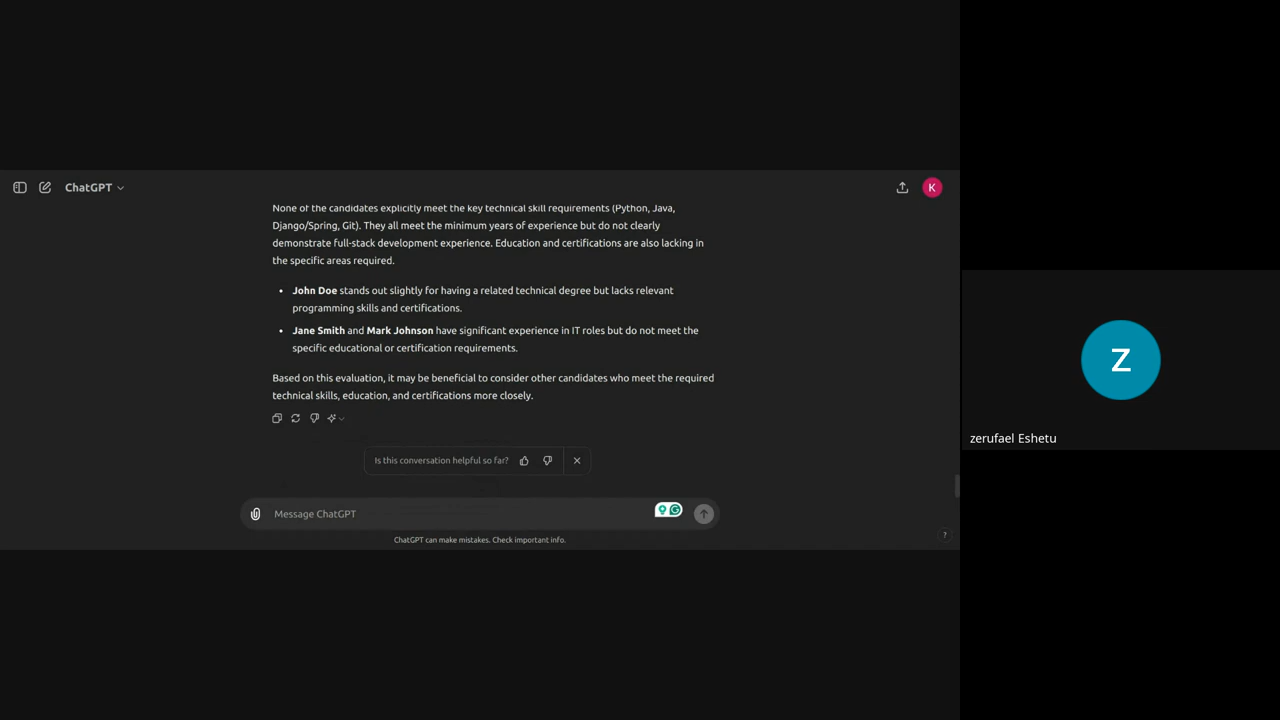 ChatGPT
K
None of the candidates explicitly meet the key technical skill requirements (Python, Java,
Django/Spring, Git). They all meet the minimum years of experience but do not clearly
demonstrate full-stack development experience. Education and certifications are also lacking in
the specific areas required.
• John Doe stands out slightly for having a related technical degree but lacks relevant
programming skills and certifications.
• Jane Smith and Mark Johnson have significant experience in IT roles but do not meet the
specific educational or certification requirements.
Based on this evaluation, it may be beneficial to consider other candidates who meet the required
technical skills, education, and certifications more closely.
Is this conversation helpful so far?
Message ChatGPT
ChatGPT can make mistakes. Check important info.
?
Z
zerufael Eshetu